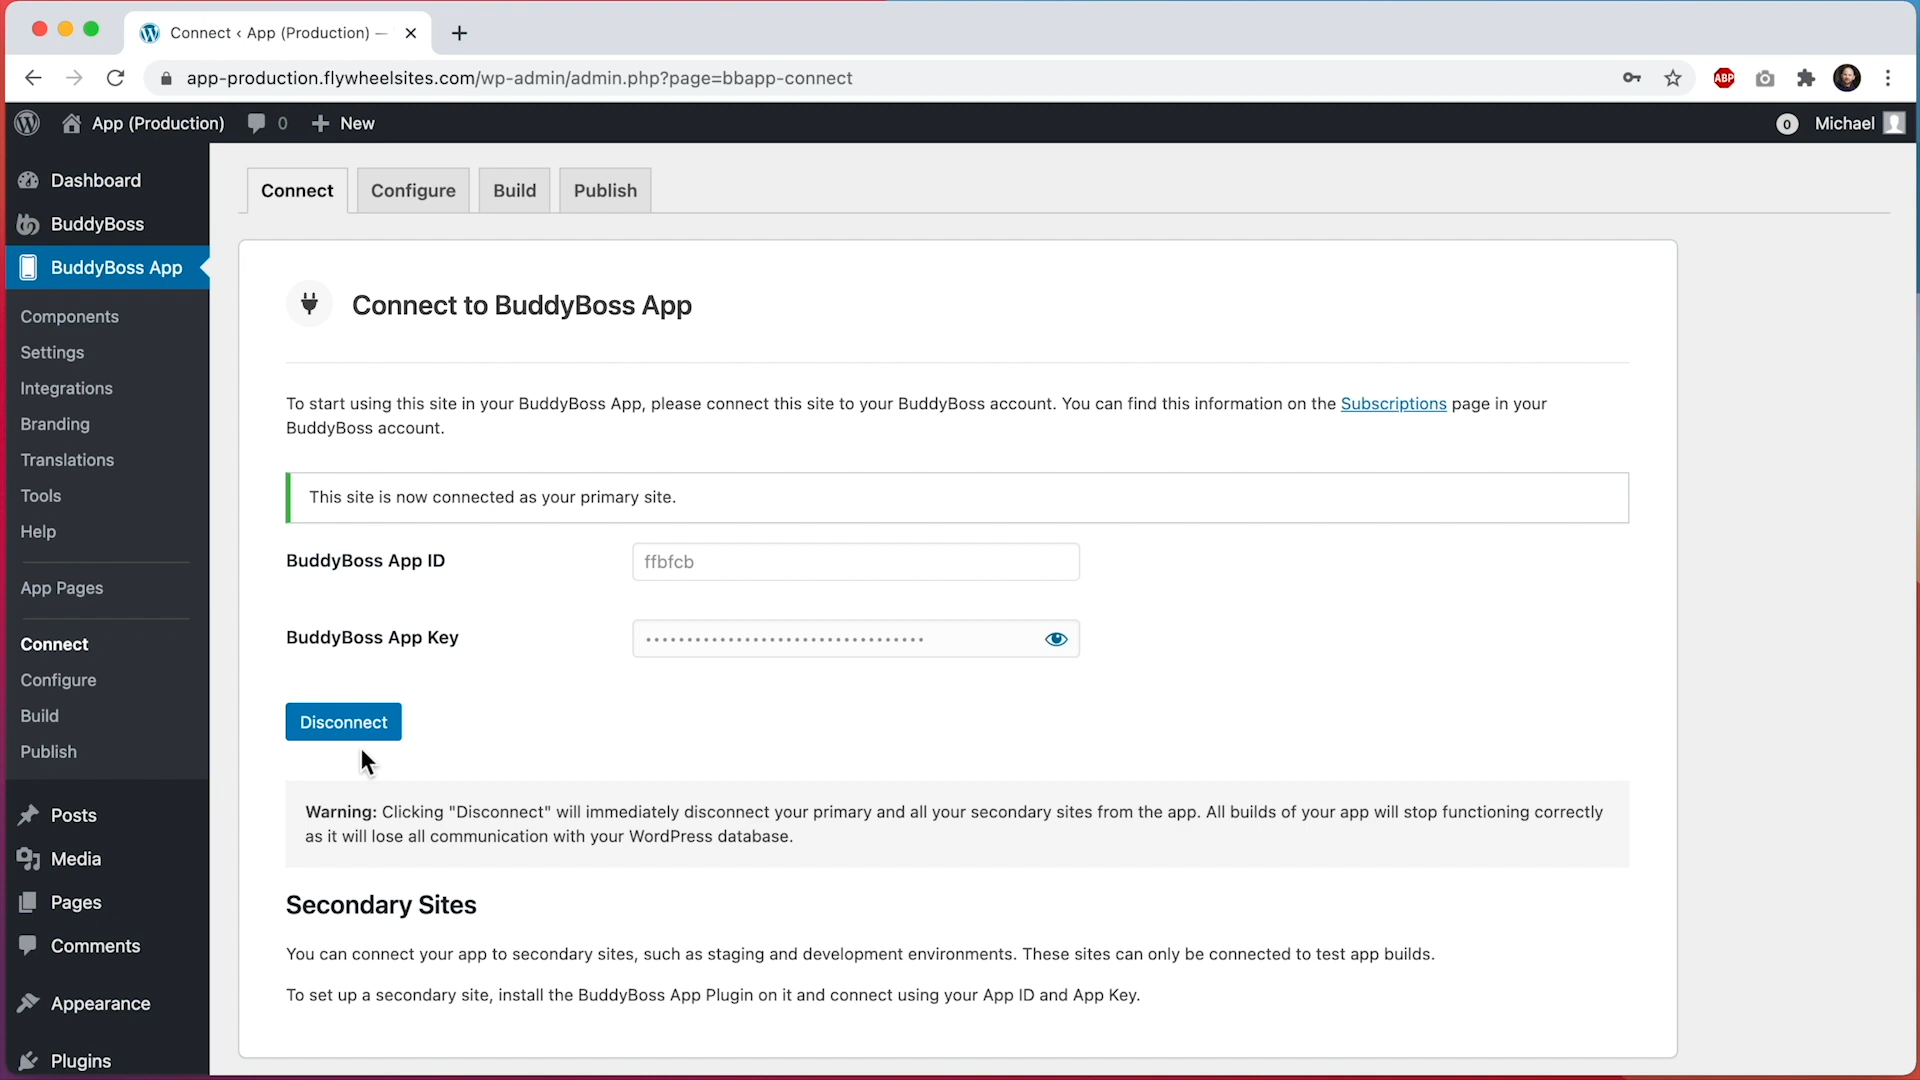 Connect ‹ App (Production) —
app-production.flywheelsites.com/wp-admin/admin.php?page=bbapp-connect
ABP
App (Production)
0
New
0
Michael
Dashboard
BuddyBoss
BuddyBoss App
Components
Settings
Integrations
Branding
Translations
Tools
Help
App Pages
Connect
Configure
Build
Publish
Posts
Media
Pages
Comments
Appearance
Plugins
Connect
Configure
Build
Publish
Connect to BuddyBoss App
To start using this site in your BuddyBoss App, please connect this site to your BuddyBoss account. You can find this information on the Subscriptions page in your
BuddyBoss account.
This site is now connected as your primary site.
BuddyBoss App ID
ffbfcb
BuddyBoss App Key
Disconnect
Warning: Clicking "Disconnect" will immediately disconnect your primary and all your secondary sites from the app. All builds of your app will stop functioning correctly
as it will lose all communication with your WordPress database.
Secondary Sites
You can connect your app to secondary sites, such as staging and development environments. These sites can only be connected to test app builds.
To set up a secondary site, install the BuddyBoss App Plugin on it and connect using your App ID and App Key.